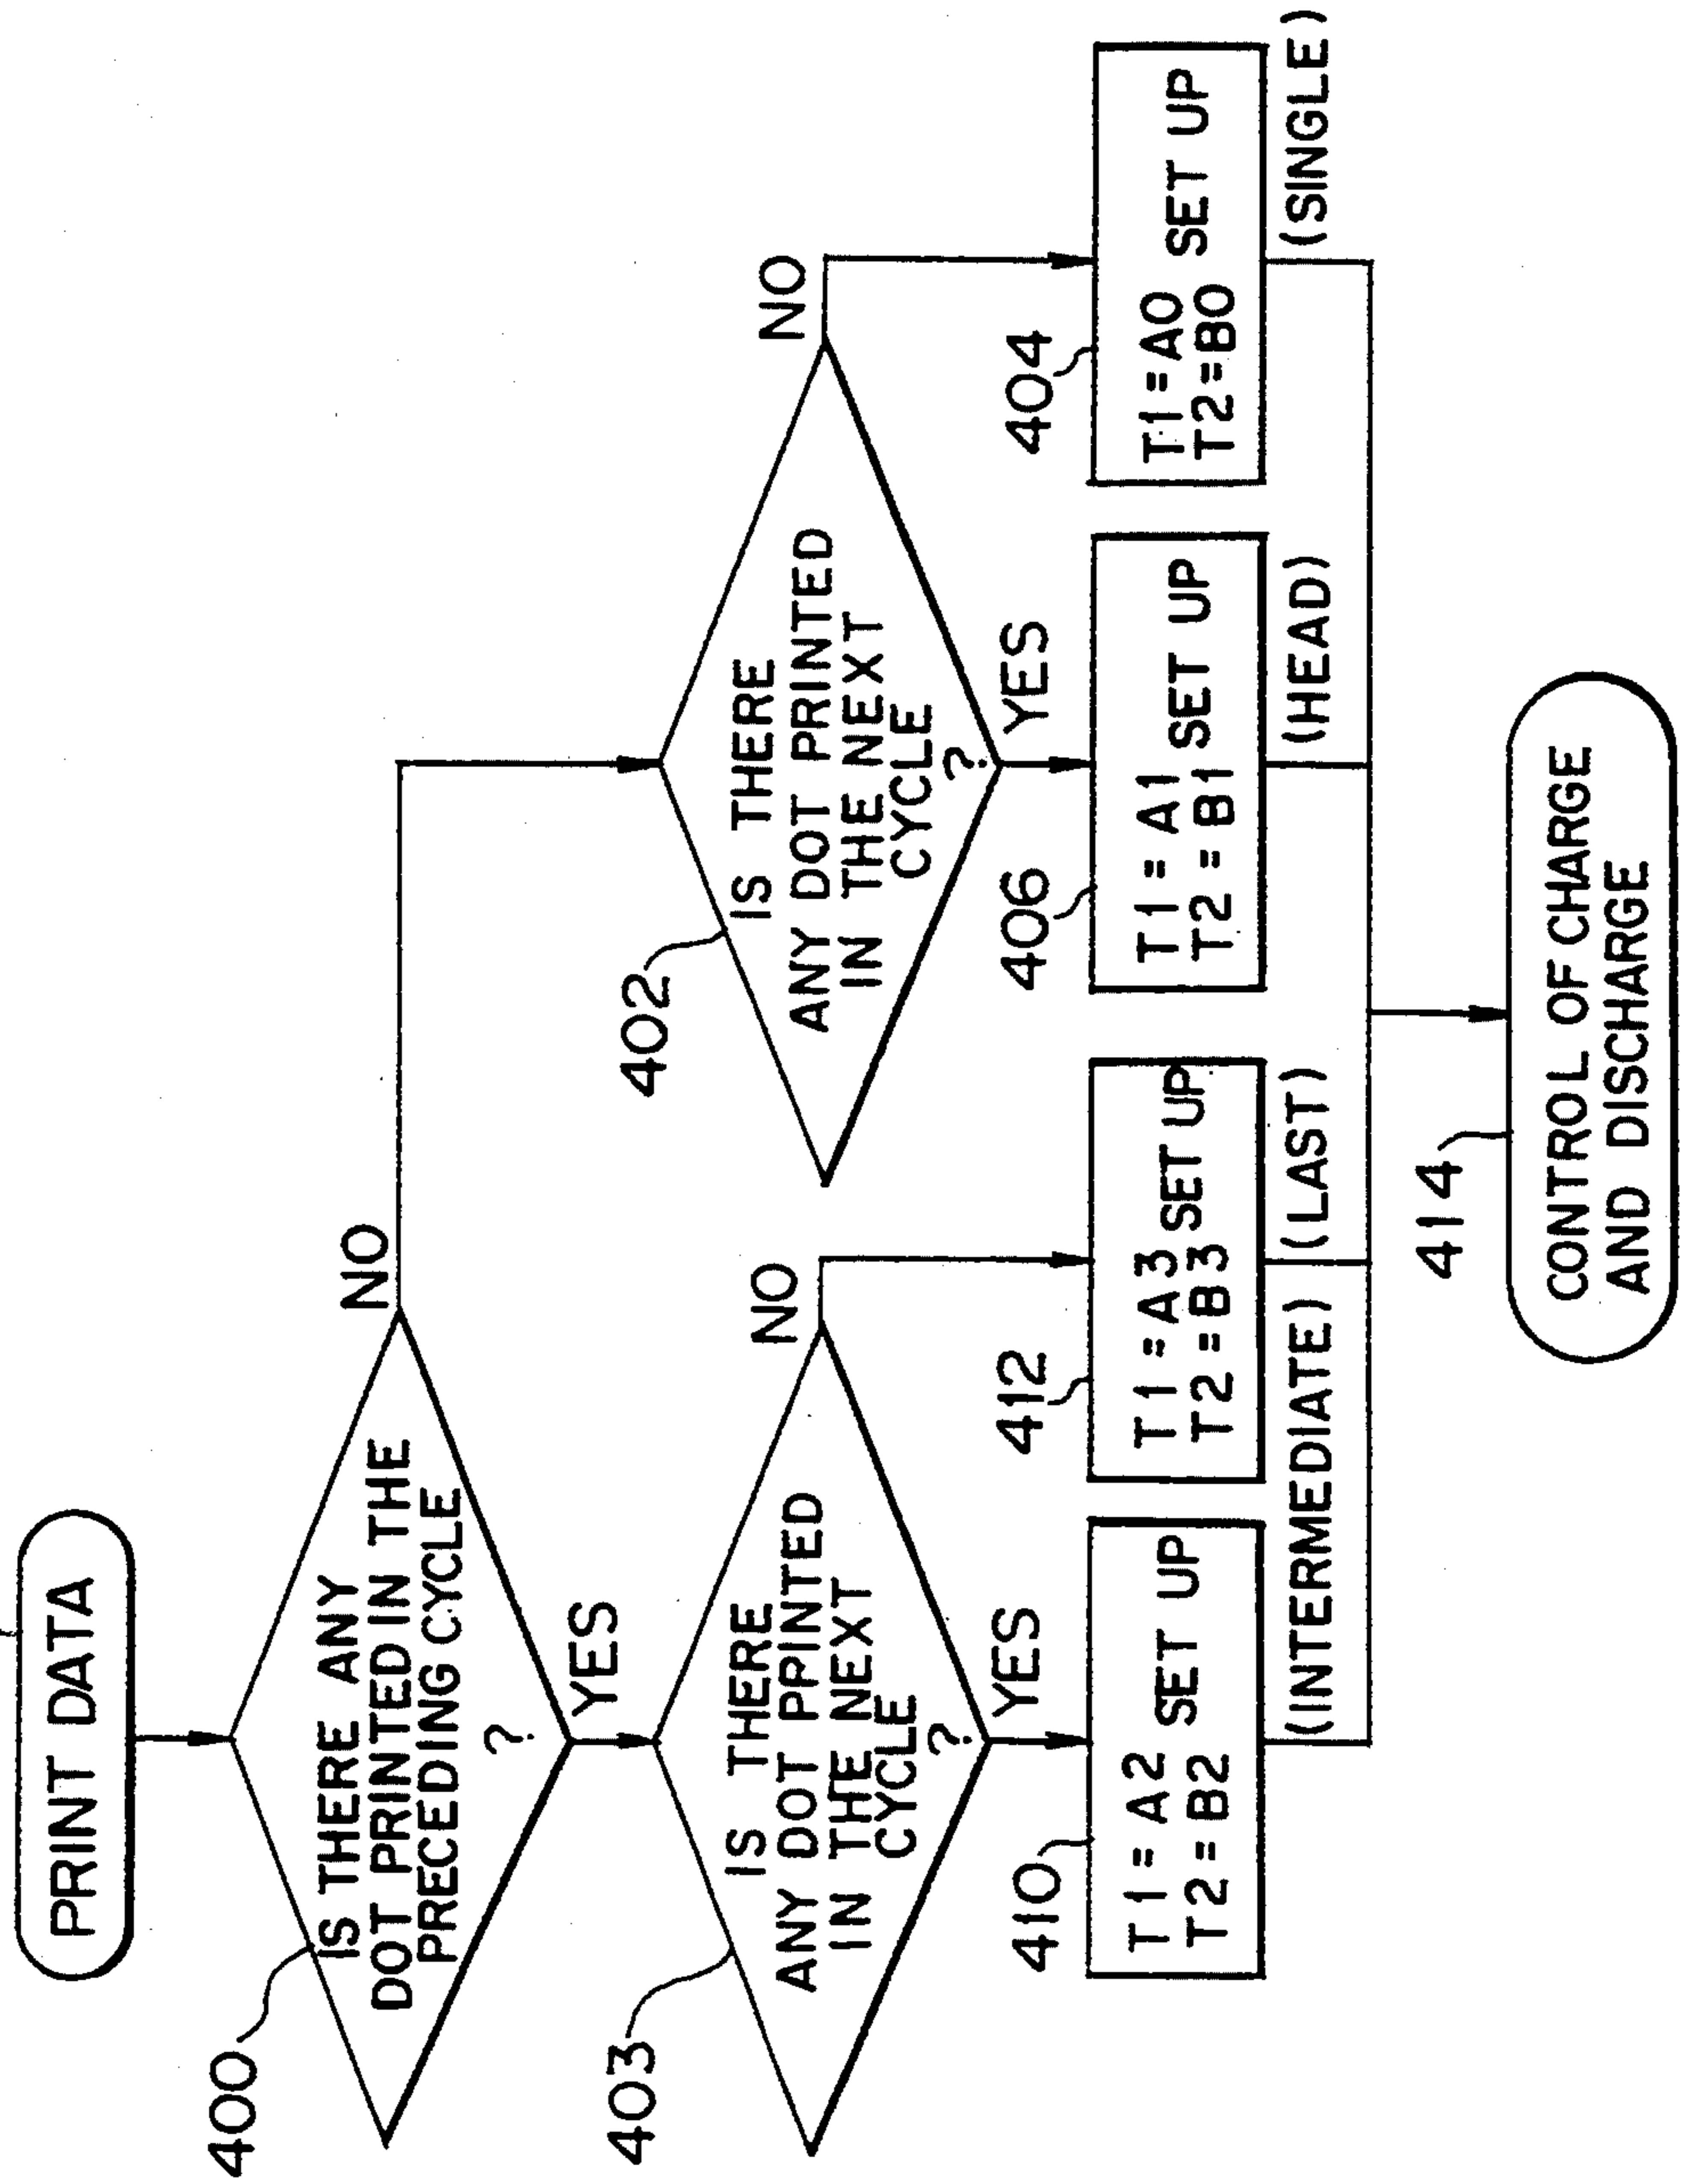 PRINT DATA
400
IS THERE ANY
DOT PRINTED IN THE
PRECEDING CYCLE
?
NO
YES
403
IS THERE
ANY DOT PPINTED
IN THE NEXT
CYCLE
?
NO
YES
402
IS THERE
ANY DOT PRINTED
IN THE NEXT
CYCLE
?
NO
YES
410
T1 = A2 SET UP
T2 = B2
(INTERMEDIATE)
412
T1 = A3 SET UP
T2 = B3
(LAST)
406
T1 = A1 SET UP
T2 = B1
(HEAD)
404
T1 = A0 SET UP
T2 = B0
(SINGLE)
414
CONTROL OF CHARGE
AND DISCHARGE